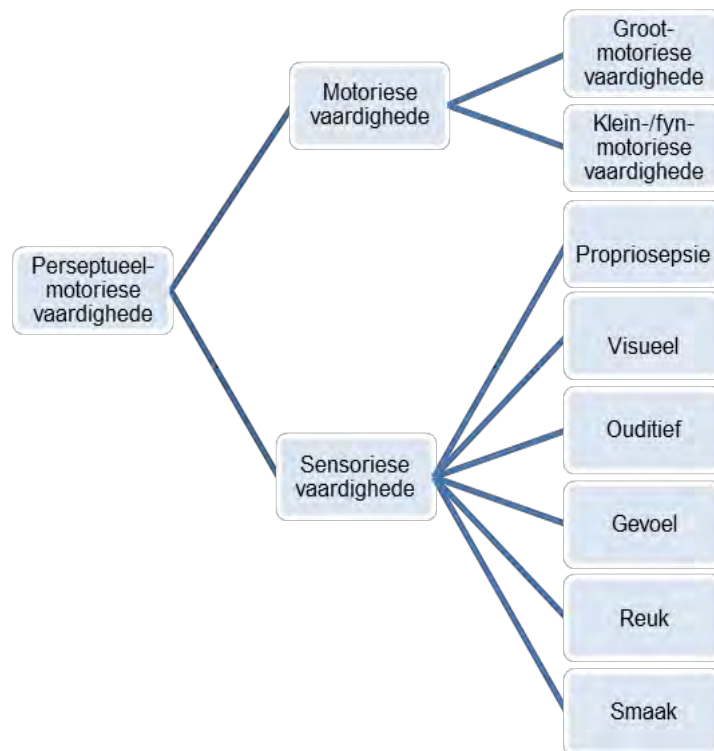 Perseptueel-
motoriese
vaardighede
Motoriese
vaardighede
Groot-
motoriese
vaardighede
Klein-/fyn-
motoriese
vaardighede
Sensoriese
vaardighede
Propriosepsie
Visueel
Ouditief
Gevoel
Reuk
Smaak